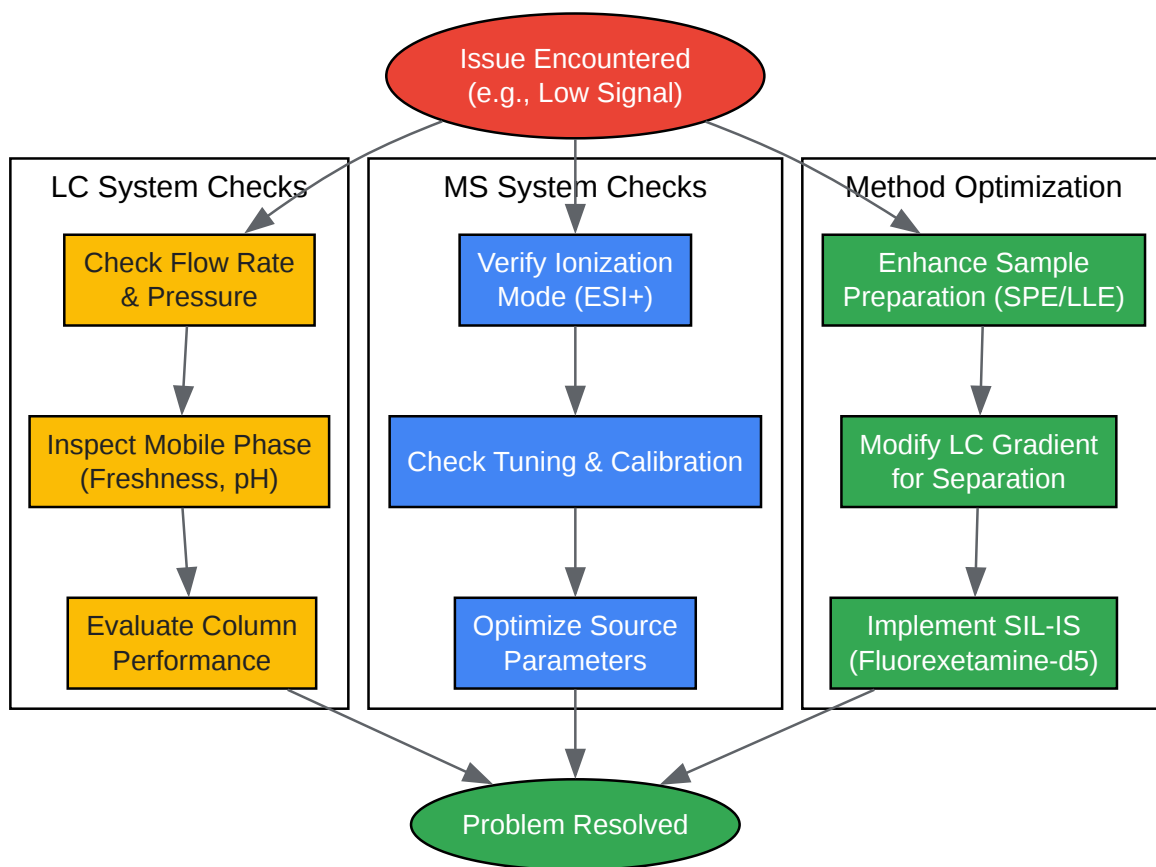 Issue Encountered
(e.g., Low Signal)
LC System Checks
Check Flow Rate
& Pressure
Inspect Mobile Phase
(Freshness, pH)
Evaluate Column
Performance
MS System Checks
Verify Ionization
Mode (ESI+)
Check Tuning & Calibration
Optimize Source
Parameters
Method Optimization
Enhance Sample
Preparation (SPE/LLE)
Modify LC Gradient
for Separation
Implement SIL-IS
(Fluorexetamine-d5)
Problem Resolved